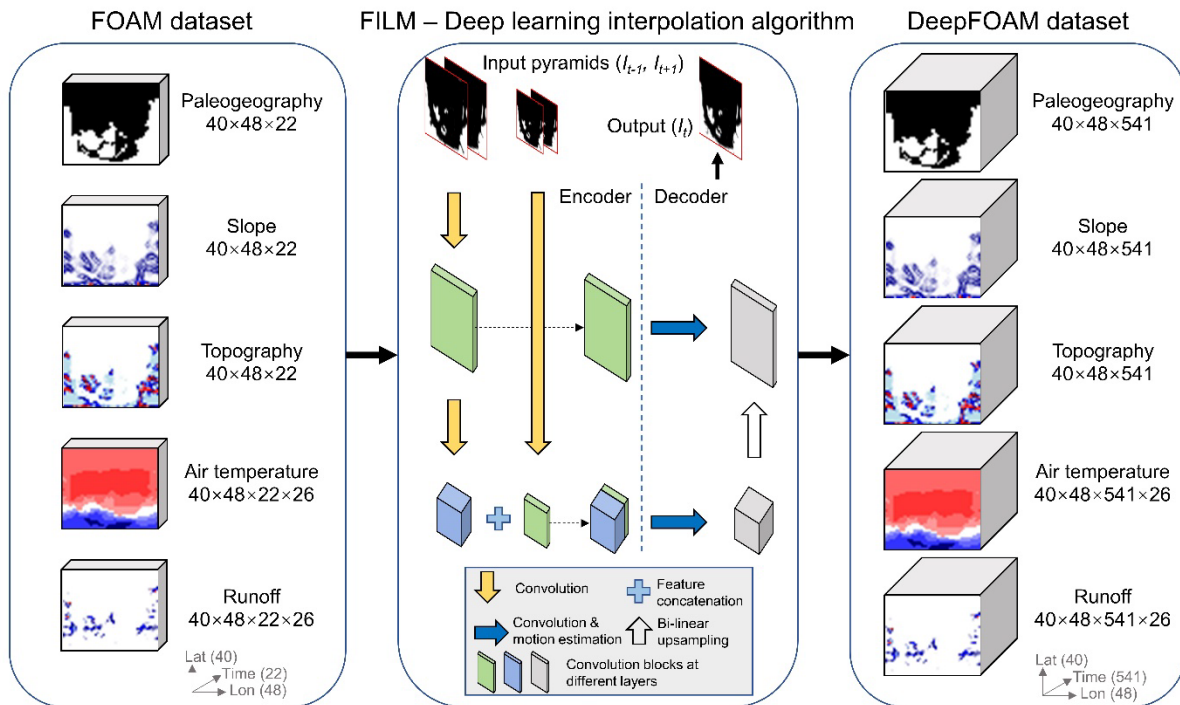 FOAM dataset
Paleogeography
40×48×22
Slope
40×48×22
Topography
40×48×22
Air temperature
40×48×22×26
Runoff
40×48×22×26
Lat (40)
Time (22)
Lon (48)
FILM – Deep learning interpolation algorithm
Input pyramids (I_{t-1}, I_{t+1})
Output (I_t)
Encoder
Decoder
Convolution
Feature
concatenation
Convolution &
motion estimation
Bi-linear
upsampling
Convolution blocks at
different layers
DeepFOAM dataset
Paleogeography
40×48×541
Slope
40×48×541
Topography
40×48×541
Air temperature
40×48×541×26
Runoff
40×48×541×26
Lat (40)
Time (541)
Lon (48)